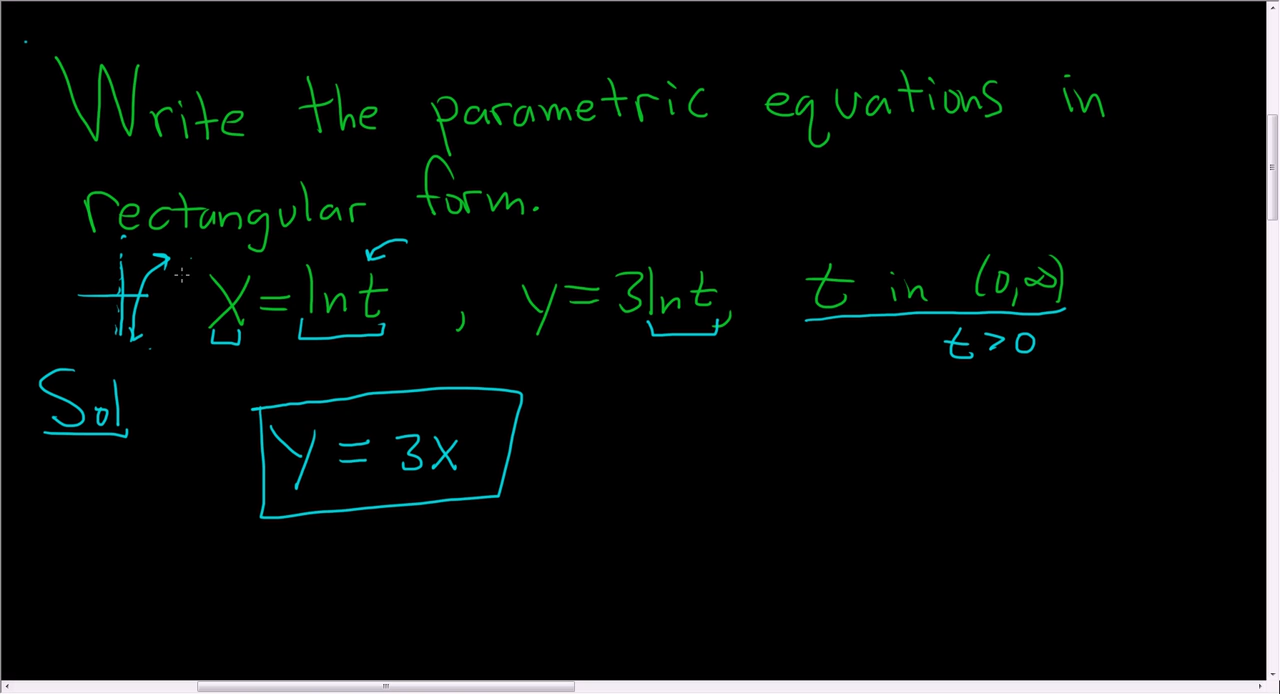 Write the parametric equations in
rectangular form.
x = ln t , y = 3 ln t, t in (0, ∞)
t > 0
Sol
y = 3x